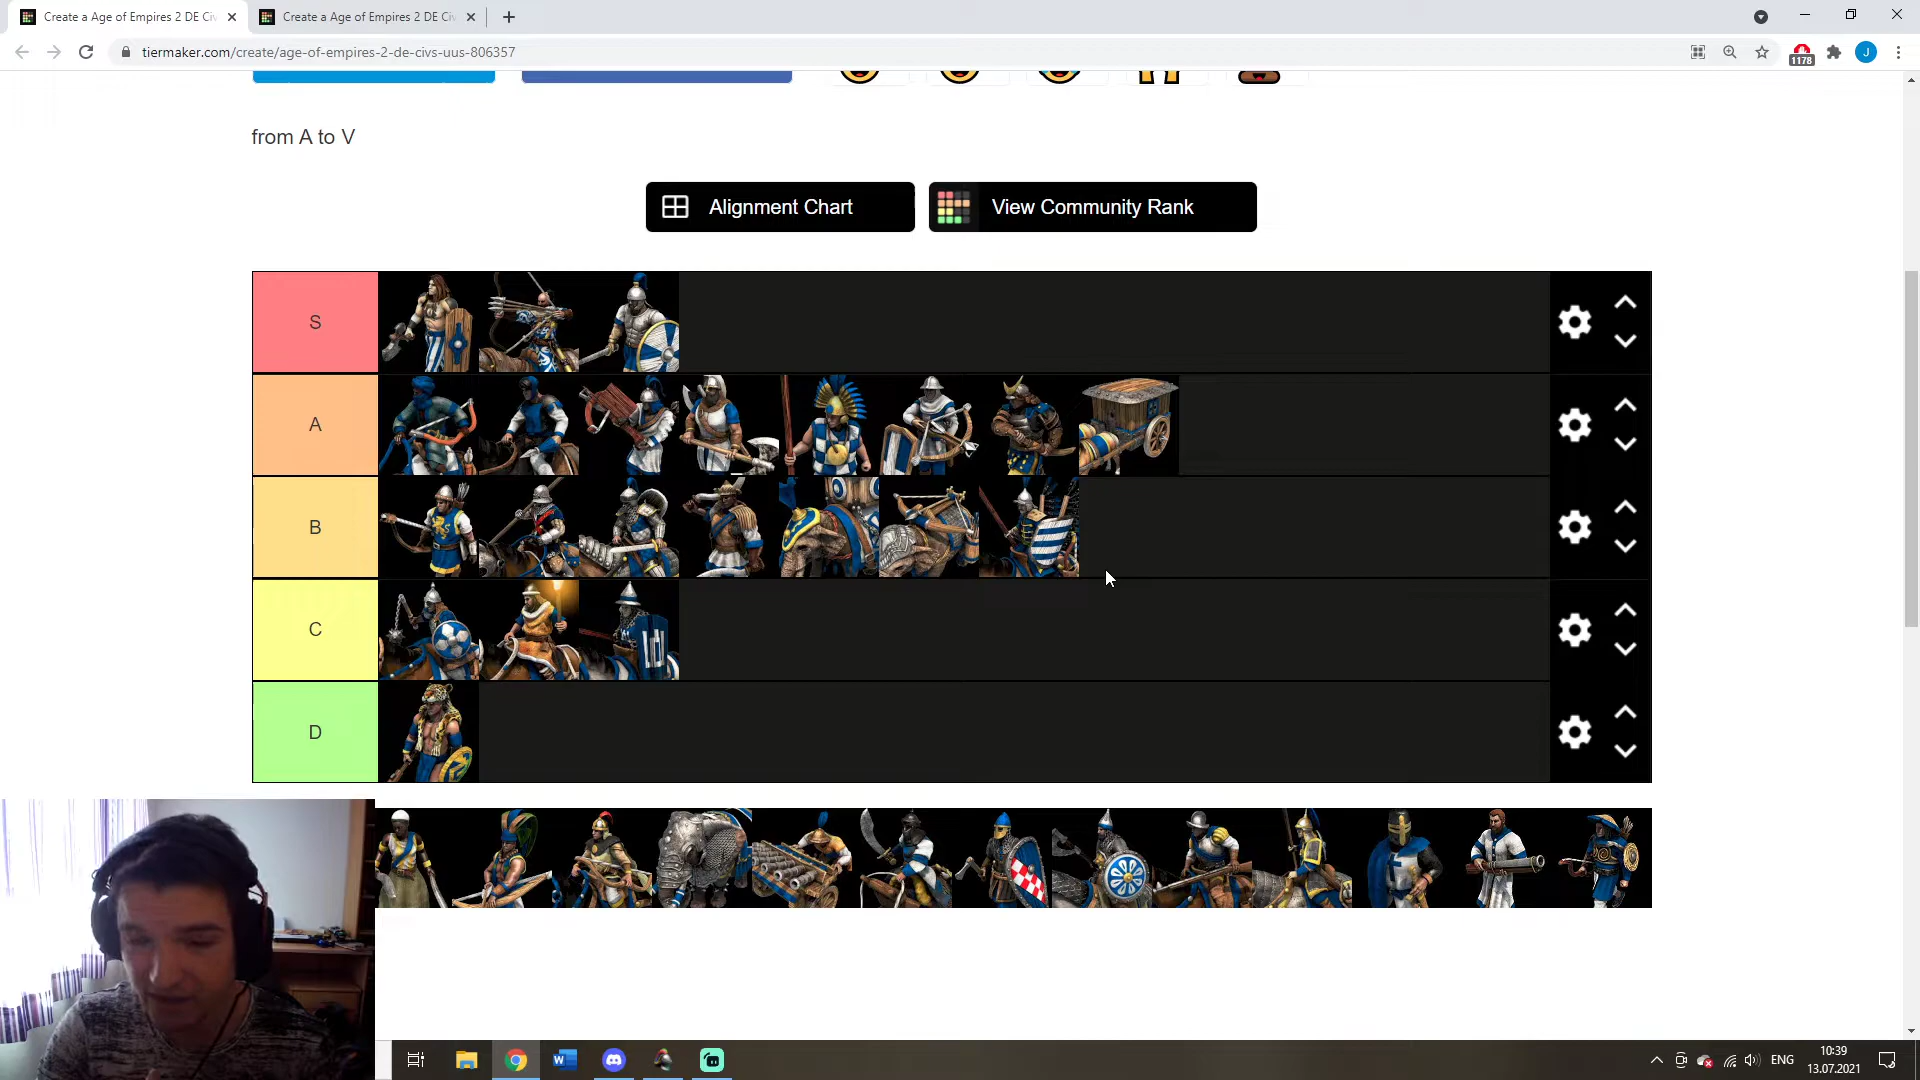 Create a Age of Empires 2 DE Civ
Create a Age of Empires 2 DE Civ
tiermaker.com/create/age-of-empires-2-de-civs-uus-806357
1178
J
from A to V
Alignment Chart
View Community Rank
S
A
B
C
D
W
ENG
10:39
13.07.2021